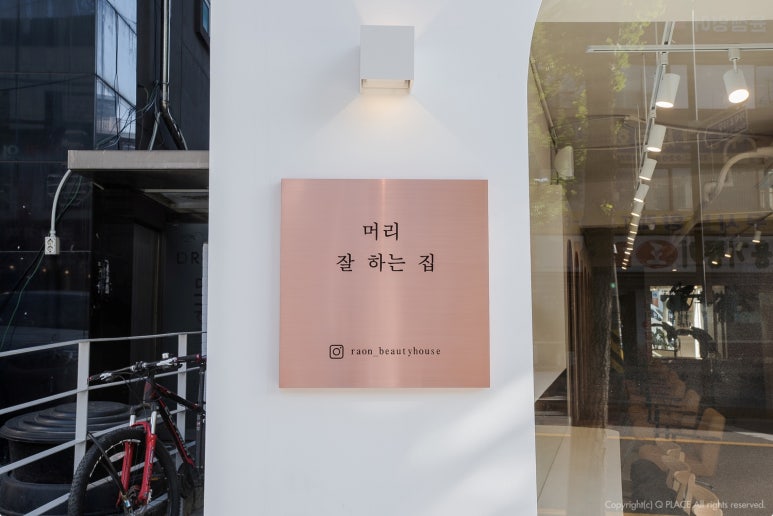 머리
잘 하는 집
raon_beautyhouse
Copyright(c) Q PLACE All rights reserved.